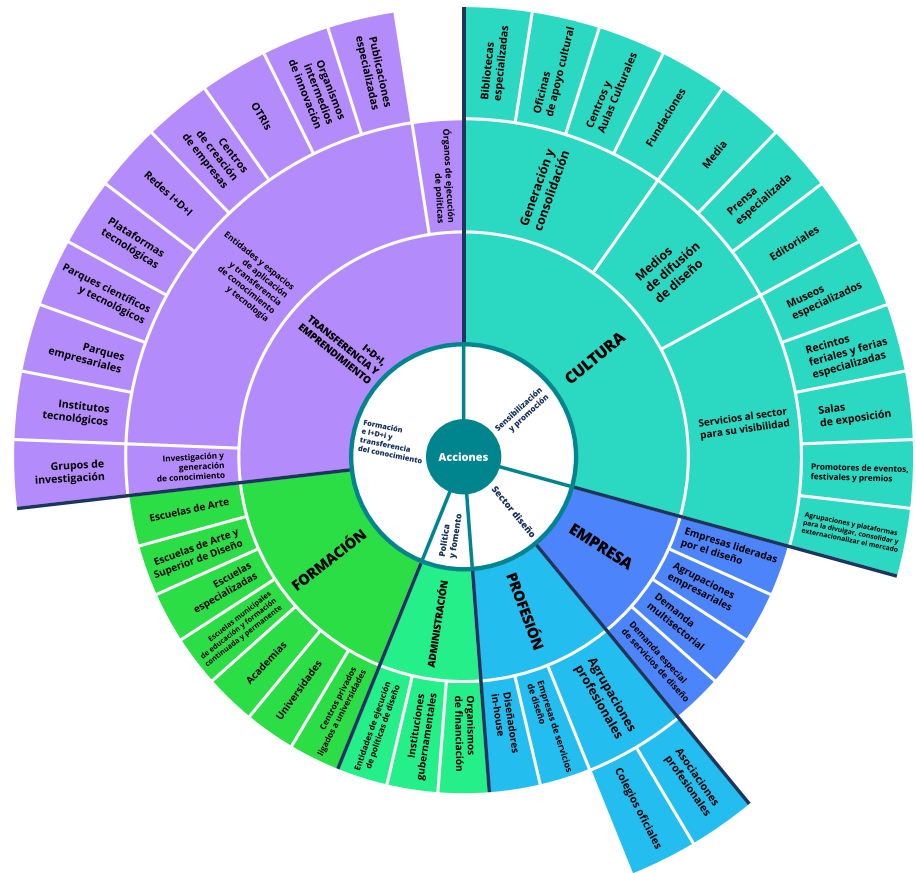 Acciones
Sensibilización
y promoción
Sector diseño
Política
y fomento
Formación
e I+D+i y
transferencia
del conocimiento
CULTURA
Generación y
consolidación
Bibliotecas
especializadas
Oficinas
de apoyo cultural
Centros y
Aulas Culturales
Fundaciones
Medios
de difusión
de diseño
Media
Prensa
especializada
Editoriales
Servicios al sector
para su visibilidad
Museos
especializados
Recintos
feriales y ferias
especializadas
Salas
de exposición
Promotores de eventos,
festivales y premios
Agrupaciones y plataformas
para la divulgar, consolidar y
externacionalizar el mercado
EMPRESA
Empresas lideradas
por el diseño
Agrupaciones
empresariales
Demanda
multisectorial
Demanda especial
de servicios de diseño
PROFESIÓN
Agrupaciones
profesionales
Asociaciones
profesionales
Colegios oficiales
Empresas de servicios
de diseño
Diseñadores
in-house
ADMINISTRACIÓN
Organismos
de financiación
Instituciones
gubernamentales
Entidades de ejecución
de políticas de diseño
FORMACIÓN
Centros privados
ligados a universidades
Universidades
Academias
Escuelas municipales
de educación y formación
continuada y permanente
Escuelas
especializadas
Escuelas de Arte y
Superior de Diseño
Escuelas de Arte
I+D+I,
TRANSFERENCIA Y
EMPRENDIMIENTO
Investigación y
generación
de conocimiento
Grupos de
investigación
Entidades y espacios
de aplicación
y transferencia
de conocimiento
y tecnología
Institutos
tecnológicos
Parques
empresariales
Parques científicos
y tecnológicos
Plataformas
tecnológicas
Redes I+D+I
Centros
de creación
de empresas
OTRIs
Organismos
intermedios
de innovación
Publicaciones
especializadas
Órganos de ejecución
de políticas